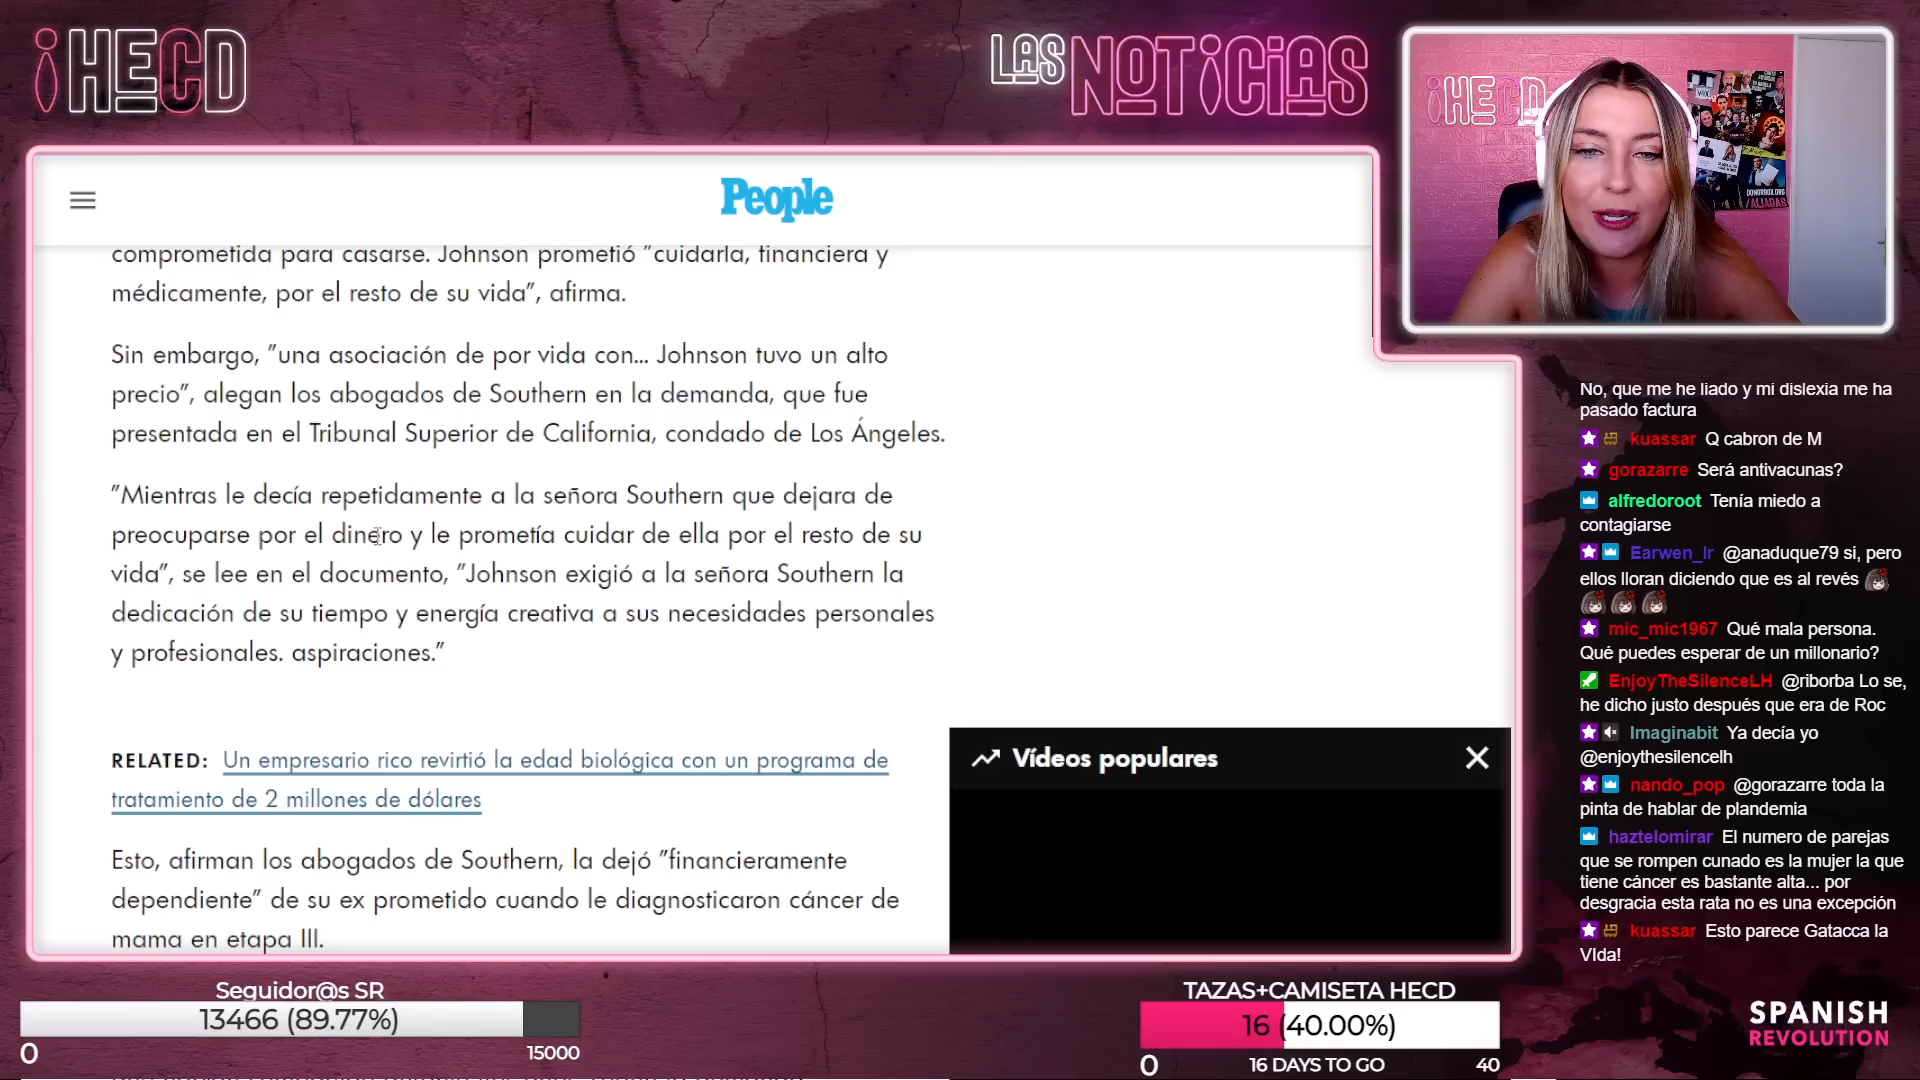 ¡HECD
LAS NOTICIAS
¡HECD
VOX
DONORBOX.ORG
/ALIADAS
People
comprometida para casarse. Johnson prometió ”cuidarla, financiera y
médicamente, por el resto de su vida”, afirma.
Sin embargo, ”una asociación de por vida con... Johnson tuvo un alto
precio”, alegan los abogados de Southern en la demanda, que fue
presentada en el Tribunal Superior de California, condado de Los Ángeles.
”Mientras le decía repetidamente a la señora Southern que dejara de
preocuparse por el dinero y le prometía cuidar de ella por el resto de su
vida”, se lee en el documento, ”Johnson exigió a la señora Southern la
dedicación de su tiempo y energía creativa a sus necesidades personales
y profesionales. aspiraciones.”
RELATED: Un empresario rico revirtió la edad biológica con un programa de
tratamiento de 2 millones de dólares
Esto, afirman los abogados de Southern, la dejó ”financieramente
dependiente” de su ex prometido cuando le diagnosticaron cáncer de
mama en etapa III.
Vídeos populares
No, que me he liado y mi dislexia me ha
pasado factura
kuassar Q cabron de M
gorazarre Será antivacunas?
alfredoroot Tenía miedo a
contagiarse
Earwen_lr @anaduque79 si, pero
ellos lloran diciendo que es al revés
mic_mic1967 Qué mala persona.
Qué puedes esperar de un millonario?
EnjoyTheSilenceLH @riborba Lo se,
he dicho justo después que era de Roc
Imaginabit Ya decía yo
@enjoythesilencelh
nando_pop @gorazarre toda la
pinta de hablar de plandemia
haztelomirar El numero de parejas
que se rompen cunado es la mujer la que
tiene cáncer es bastante alta... por
desgracia esta rata no es una excepción
kuassar Esto parece Gatacca la
VIda!
Seguidor@s SR
13466 (89.77%)
0 15000
TAZAS+CAMISETA HECD
16 (40.00%)
0 16 DAYS TO GO 40
SPANISH
REVOLUTION